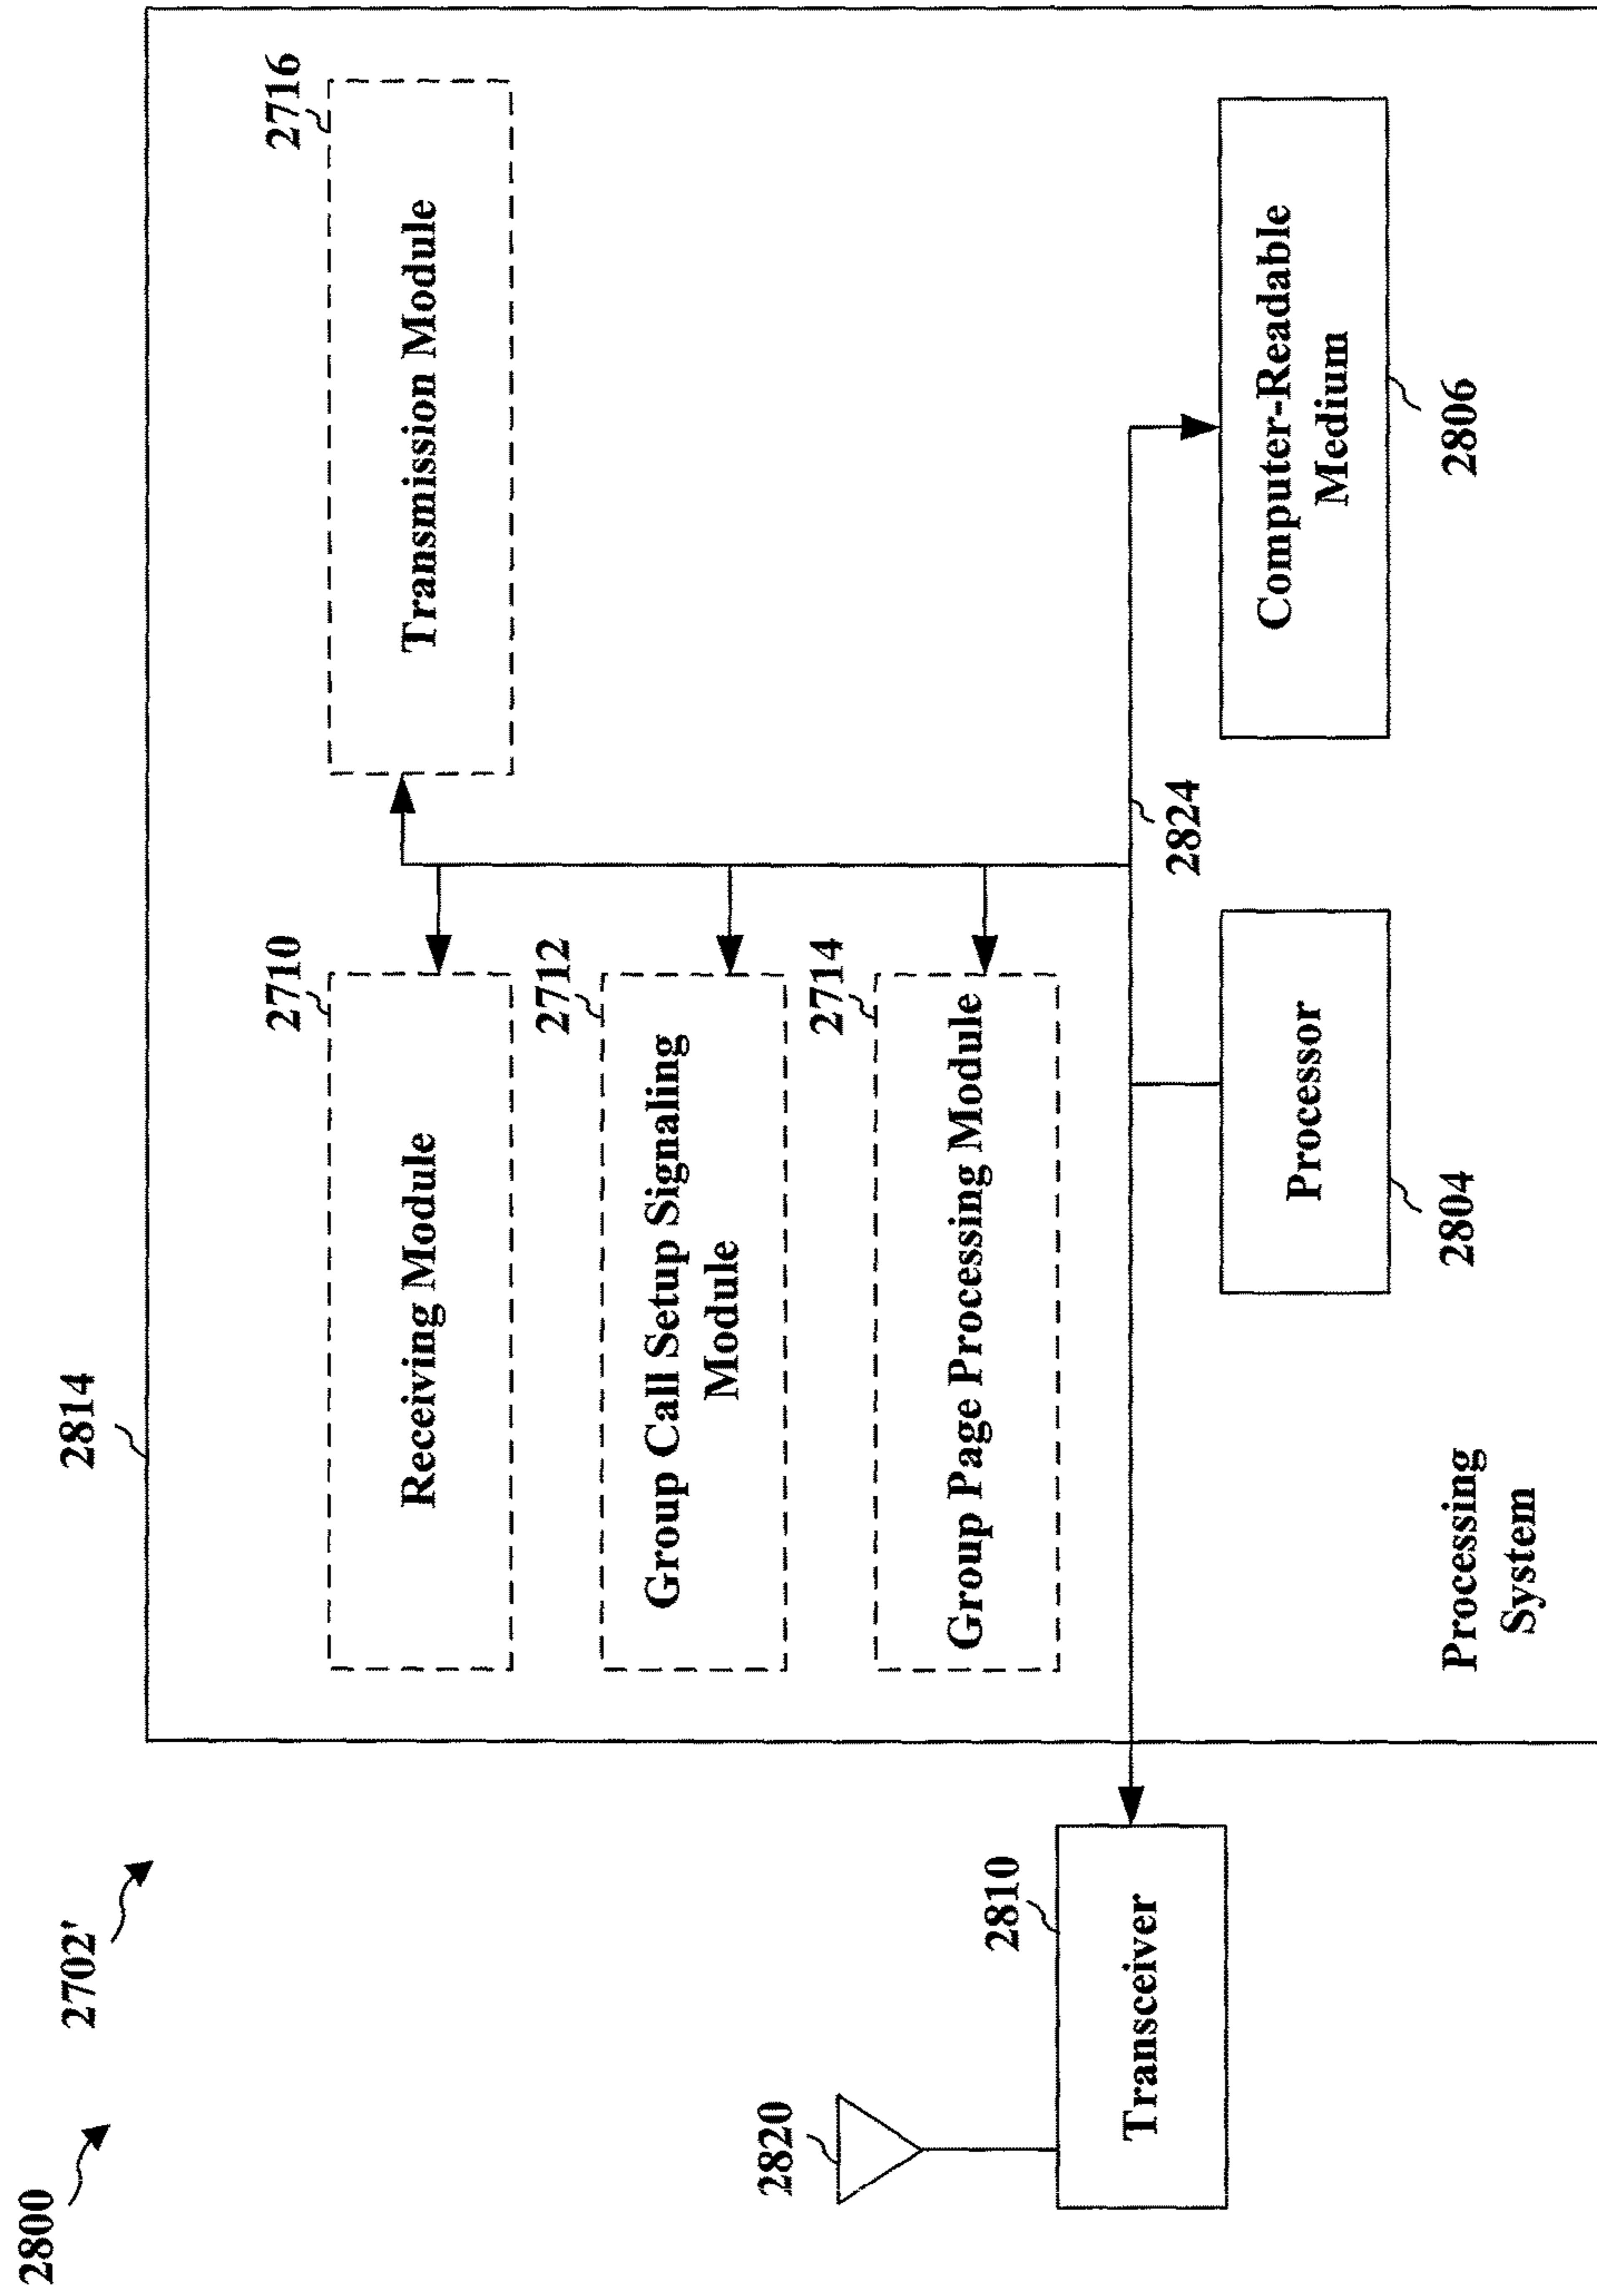 2800
2702'
2814
2710
Receiving Module
2716
Transmission Module
2712
Group Call Setup Signaling
Module
2714
Group Page Processing Module
2820
2810
Transceiver
2824
Processor
2804
Computer-Readable
Medium
2806
Processing
System